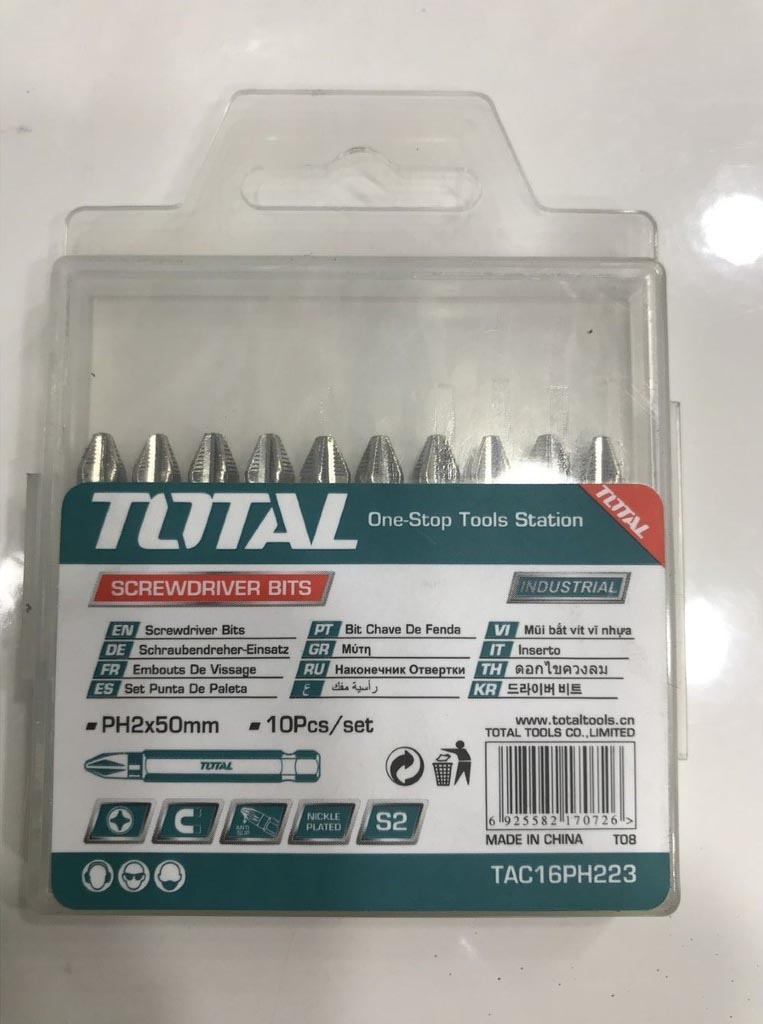 TOTAL One-Stop Tools Station
TOTAL
SCREWDRIVER BITS
INDUSTRIAL
EN Screwdriver Bits
DE Schraubendreher-Einsatz
FR Embouts De Vissage
ES Set Punta De Paleta
PT Bit Chave De Fenda
GR Μύτη
RU Наконечник Отвертки
ع رأسية مفك
VI Mũi bắt vít vĩ nhựa
IT Inserto
TH ดอกไขควงลม
KR 드라이버 비트
PH2x50mm 10Pcs/set
www.totaltools.cn
TOTAL TOOLS CO.,LIMITED
TOTAL
ANTI SLIP
NICKLE
PLATED
S2
6 925582 170726 >
MADE IN CHINA T08
TAC16PH223